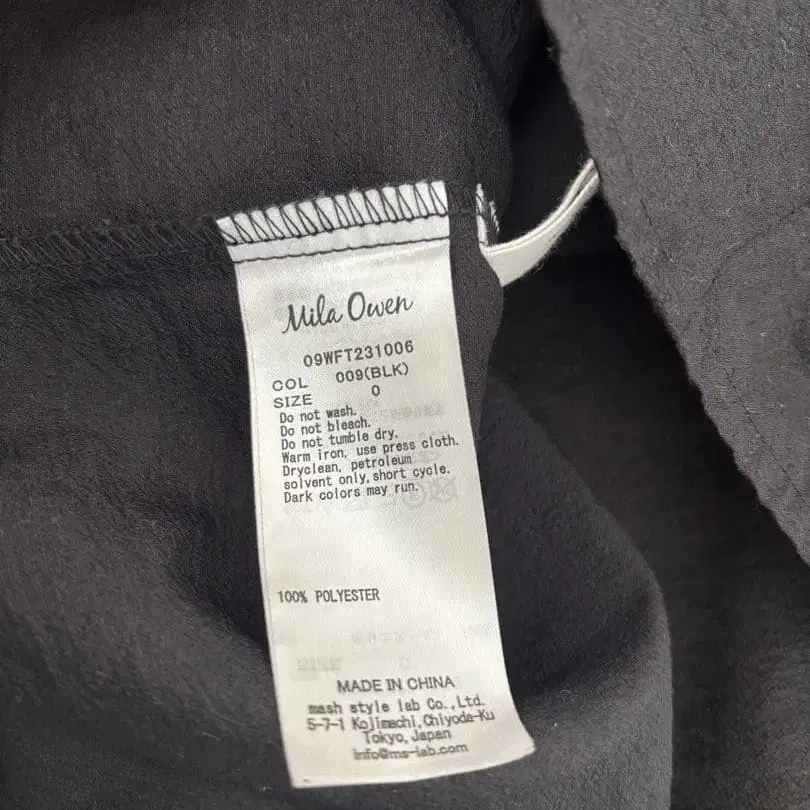 Mila Owen
09WFT231006
COL 009(BLK)
SIZE 0
Do not wash.
Do not bleach.
Do not tumble dry.
Warm iron, use press cloth.
Dryclean, petroleum
solvent only,short cycle.
Dark colors may run.
100% POLYESTER
MADE IN CHINA
mash style lab Co.,Ltd.
5-7-1 Kojimachi,Chiyoda-Ku
Tokyo,Japan
info@ms-lab.com